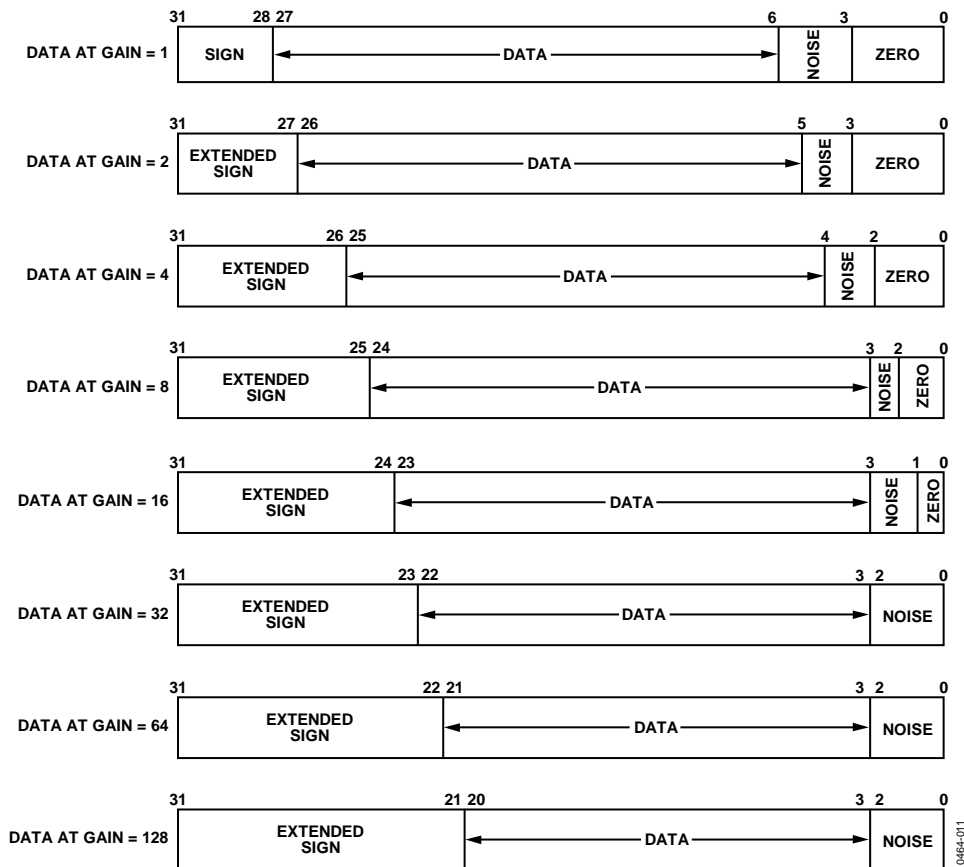 31 28 27 6 3 0
DATA AT GAIN = 1 SIGN DATA NOISE ZERO
31 27 26 5 3 0
DATA AT GAIN = 2 EXTENDED SIGN DATA NOISE ZERO
31 26 25 4 2 0
DATA AT GAIN = 4 EXTENDED SIGN DATA NOISE ZERO
31 25 24 3 2 0
DATA AT GAIN = 8 EXTENDED SIGN DATA NOISE ZERO
31 24 23 3 1 0
DATA AT GAIN = 16 EXTENDED SIGN DATA NOISE ZERO
31 23 22 3 2 0
DATA AT GAIN = 32 EXTENDED SIGN DATA NOISE
31 22 21 3 2 0
DATA AT GAIN = 64 EXTENDED SIGN DATA NOISE
31 21 20 3 2 0
DATA AT GAIN = 128 EXTENDED SIGN DATA NOISE
0464-011